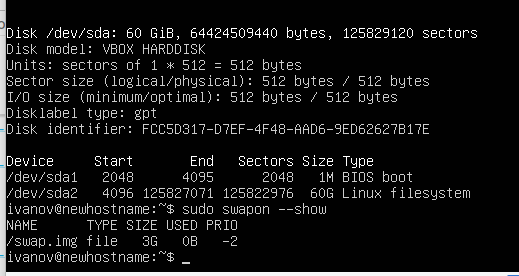 Disk /dev/sda: 60 GiB, 64424509440 bytes, 125829120 sectors
Disk model: VBOX HARDDISK
Units: sectors of 1 * 512 = 512 bytes
Sector size (logical/physical): 512 bytes / 512 bytes
I/O size (minimum/optimal): 512 bytes / 512 bytes
Disklabel type: gpt
Disk identifier: FCC5D317-D7EF-4F48-AAD6-9ED62627B17E
Device Start End Sectors Size Type
/dev/sda1 2048 4095 2048 1M BIOS boot
/dev/sda2 4096 125827071 125822976 60G Linux filesystem
ivanov@newhostname:~$ sudo swapon --show
NAME TYPE SIZE USED PRIO
/swap.img file 3G 0B -2
ivanov@newhostname:~$ _